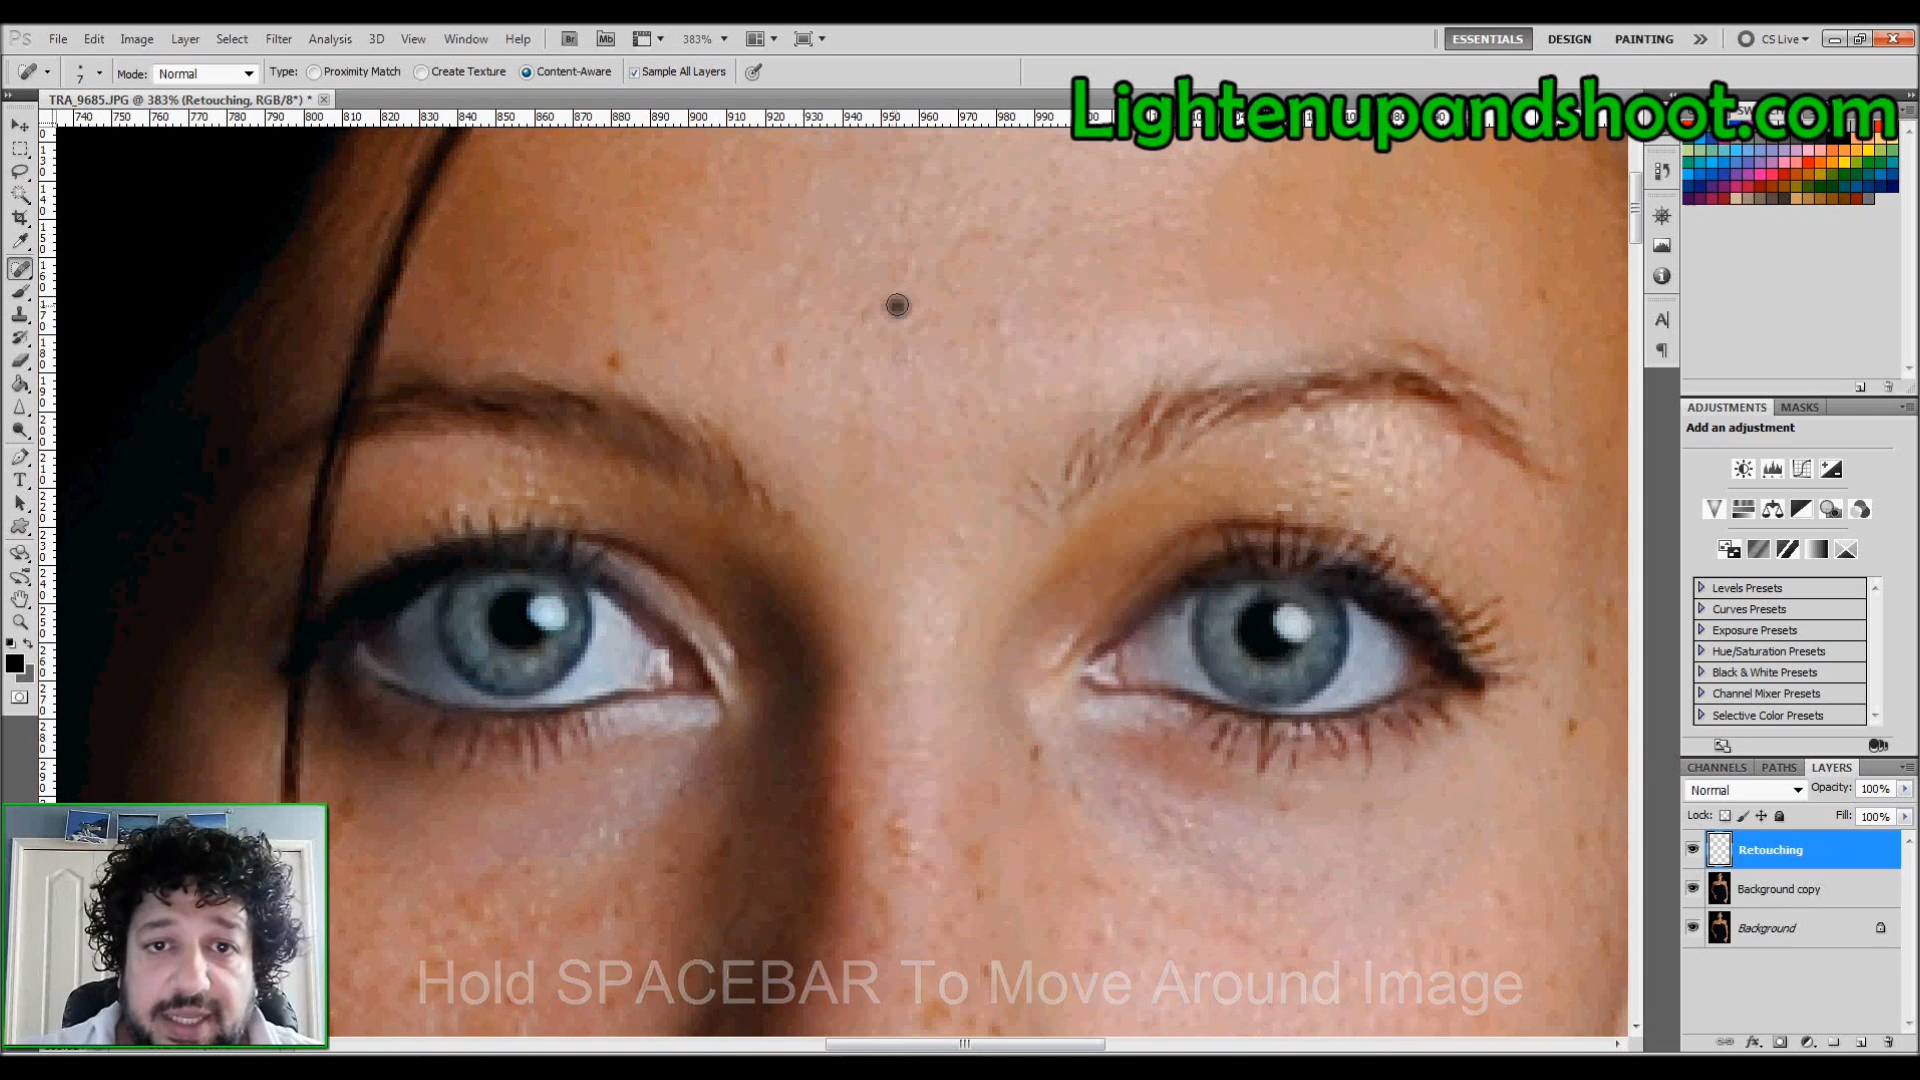 Ps File Edit Image Layer Select Filter Analysis 3D View Window Help Br Mb 383% ESSENTIALS DESIGN PAINTING CS Live
7 Mode: Normal Type: Proximity Match Create Texture Content-Aware Sample All Layers
TRA_9685.JPG @ 383% (Retouching, RGB/8*) *
Lightenupandshoot.com
740 750 760 770 780 790 800 810 820 830 840 850 860 870 880 890 900 910 920 930 940 950 960 970 980 990
ADJUSTMENTS MASKS
Add an adjustment
Levels Presets
Curves Presets
Exposure Presets
Hue/Saturation Presets
Black & White Presets
Channel Mixer Presets
Selective Color Presets
CHANNELS PATHS LAYERS
Normal Opacity: 100%
Lock: Fill: 100%
Retouching
Background copy
Background
Hold SPACEBAR To Move Around Image